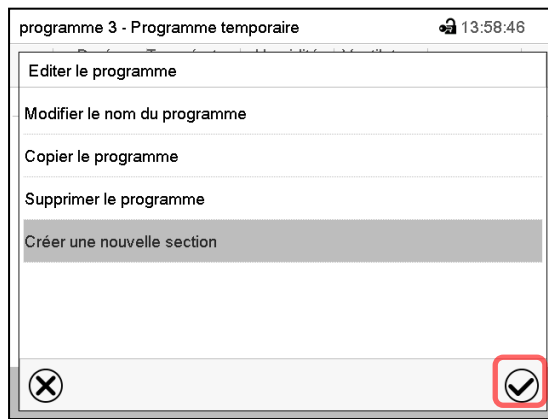 programme 3 - Programme temporaire 13:58:46
Editer le programme
Modifier le nom du programme
Copier le programme
Supprimer le programme
Créer une nouvelle section